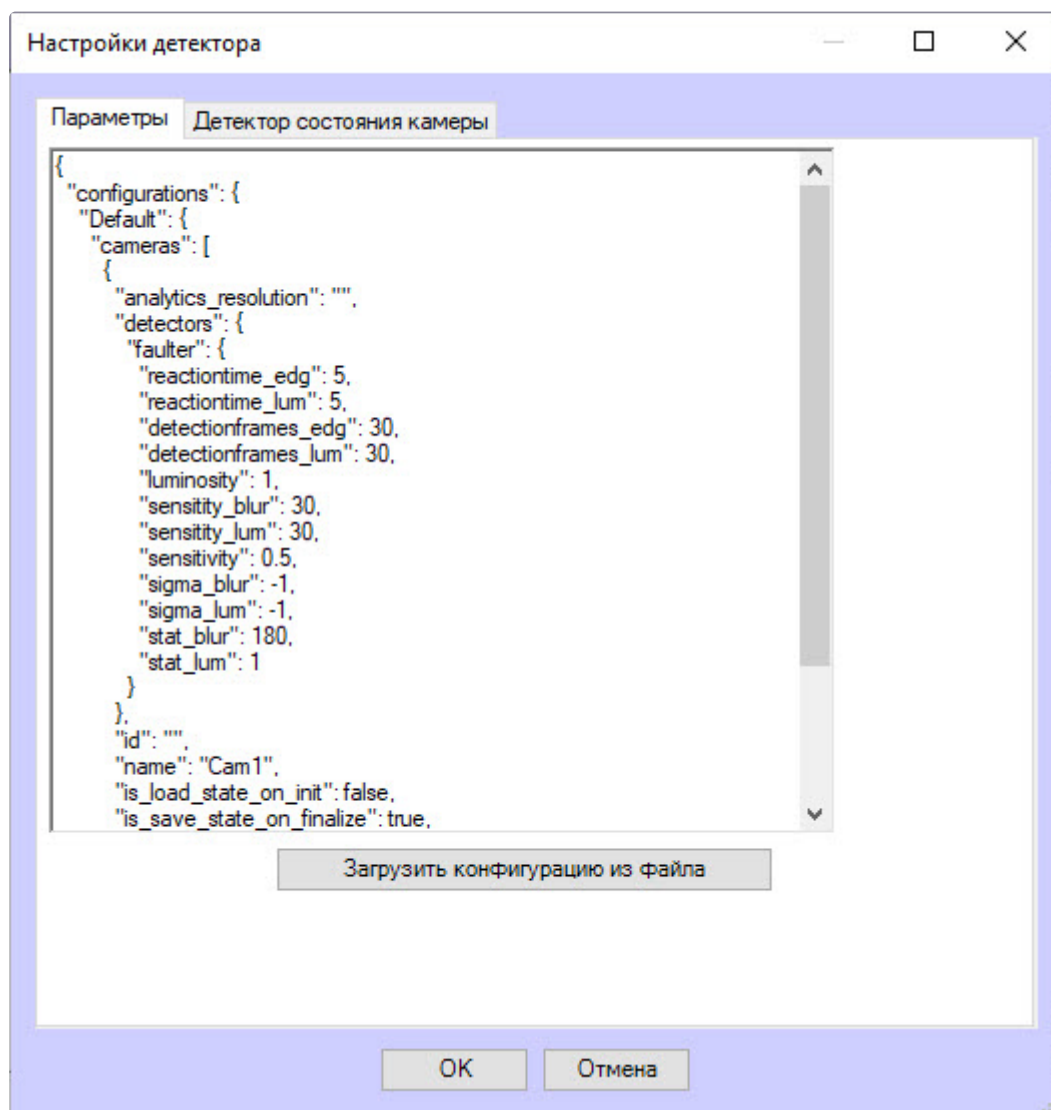 Настройки детектора
Параметры
Детектор состояния камеры
{
"configurations": {
"Default": {
"cameras": [
{
"analytics_resolution": "",
"detectors": {
"faulter": {
"reactiontime_edg": 5,
"reactiontime_lum": 5,
"detectionframes_edg": 30,
"detectionframes_lum": 30,
"luminosity": 1,
"sensitity_blur": 30,
"sensitity_lum": 30,
"sensitivity": 0.5,
"sigma_blur": -1,
"sigma_lum": -1,
"stat_blur": 180,
"stat_lum": 1
}
},
"id": "",
"name": "Cam1",
"is_load_state_on_init": false,
"is_save_state_on_finalize": true,
Загрузить конфигурацию из файла
OK
Отмена